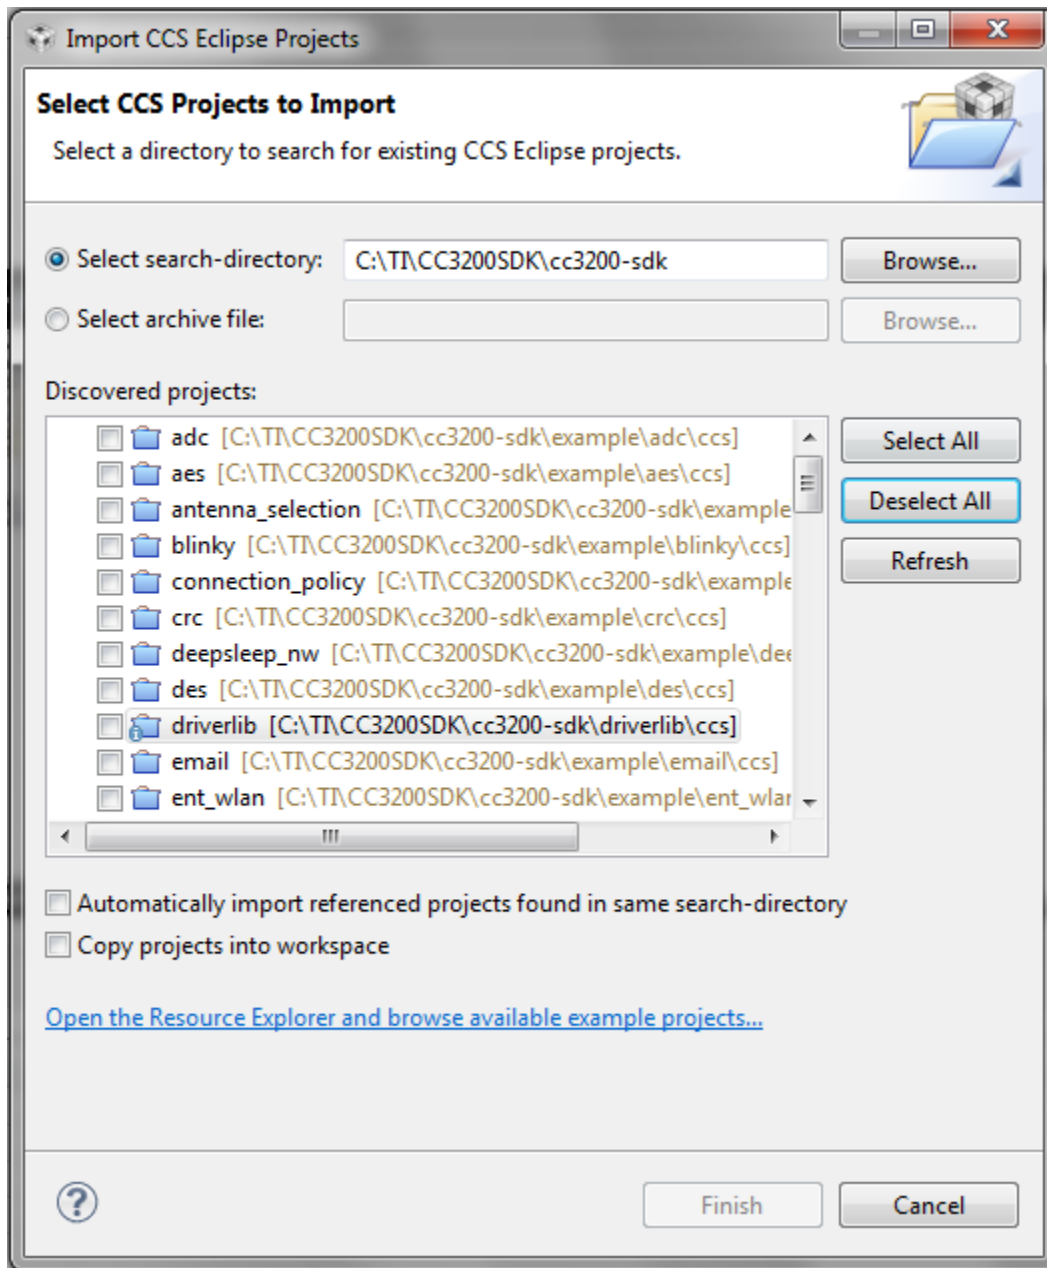 Import CCS Eclipse Projects
Select CCS Projects to Import
Select a directory to search for existing CCS Eclipse projects.
Select search-directory: C:\TI\CC3200SDK\cc3200-sdk Browse...
Select archive file: Browse...
Discovered projects:
adc [C:\TI\CC3200SDK\cc3200-sdk\example\adc\ccs] Select All
aes [C:\TI\CC3200SDK\cc3200-sdk\example\aes\ccs]
antenna_selection [C:\TI\CC3200SDK\cc3200-sdk\example Deselect All
blinky [C:\TI\CC3200SDK\cc3200-sdk\example\blinky\ccs]
connection_policy [C:\TI\CC3200SDK\cc3200-sdk\example Refresh
crc [C:\TI\CC3200SDK\cc3200-sdk\example\crc\ccs]
deepsleep_nw [C:\TI\CC3200SDK\cc3200-sdk\example\dee
des [C:\TI\CC3200SDK\cc3200-sdk\example\des\ccs]
driverlib [C:\TI\CC3200SDK\cc3200-sdk\driverlib\ccs]
email [C:\TI\CC3200SDK\cc3200-sdk\example\email\ccs]
ent_wlan [C:\TI\CC3200SDK\cc3200-sdk\example\ent_wlar
Automatically import referenced projects found in same search-directory
Copy projects into workspace
Open the Resource Explorer and browse available example projects...
? Finish Cancel